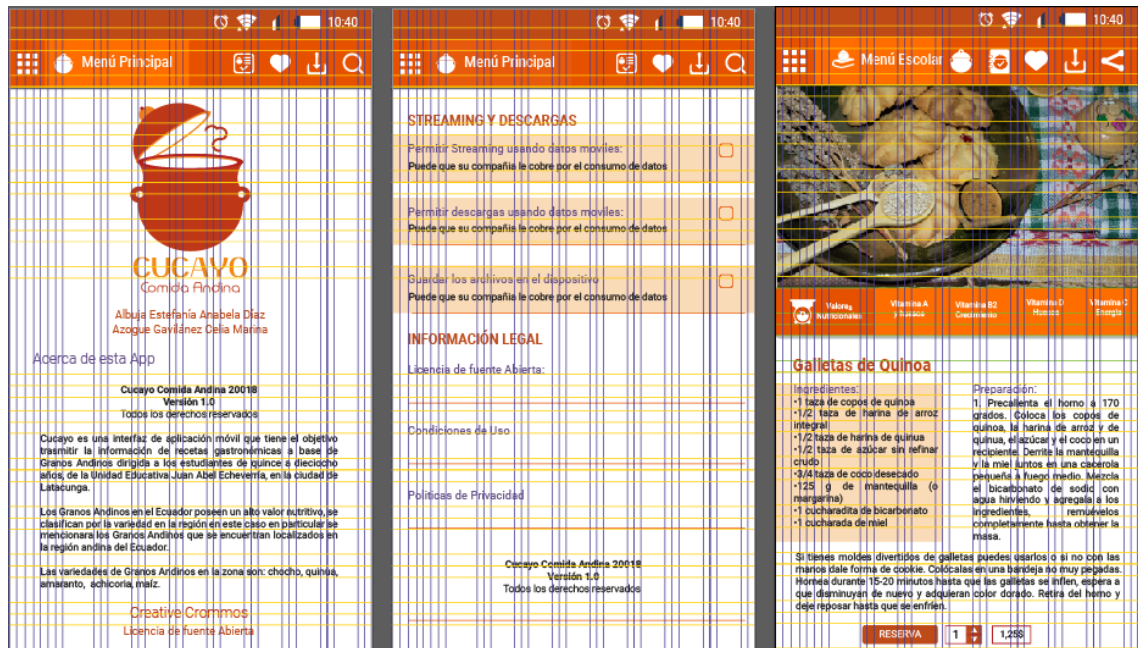 10:40
Menú Principal
CUCAYO
Comida Andina
Albuja Estefanía Anabela Díaz
Azogue Gavilánez Celia Marina
Acerca de esta App
Cucayo Comida Andina 20018
Versión 1.0
Todos los derechos reservados
Cucayo es una interfaz de aplicación móvil que tiene el objetivo
trasmitir la información de recetas gastronómicas a base de
Granos Andinos dirigida a los estudiantes de quince a dieciocho
años, de la Unidad Educativa Juan Abel Echeverría, en la ciudad de
Latacunga.
Los Granos Andinos en el Ecuador poseen un alto valor nutritivo, se
clasifican por la variedad en la región en este caso en particular se
mencionara los Granos Andinos que se encuentran localizados en
la región andina del Ecuador.
Las variedades de Granos Andinos en la zona son: chocho, quinua,
amaranto, achicoria, maíz.
Creative Crommos
Licencia de fuente Abierta
10:40
Menú Principal
STREAMING Y DESCARGAS
Permitir Streaming usando datos moviles:
Puede que su compañia le cobre por el consumo de datos
Permitir descargas usando datos moviles:
Puede que su compañia le cobre por el consumo de datos
Guardar los archivos en el dispositivo
Puede que su compañia le cobre por el consumo de datos
INFORMACIÓN LEGAL
Licencia de fuente Abierta:
Condiciones de Uso
Politicas de Privacidad
Cucayo Comida Andina 20018
Versión 1.0
Todos los derechos reservados
10:40
Menú Escolar
Valores
Nutricionales
Vitamina A
y huesos
Vitamina B2
Crecimiento
Vitamina D
Huesos
Vitamina C
Energía
Galletas de Quinoa
Ingredientes:
•1 taza de copos de quinoa
•1/2 taza de harina de arroz
integral
•1/2 taza de harina de quinua
•1/2 taza de azúcar sin refinar
crudo
•3/4 taza de coco desecado
•125 g de mantequilla (o
margarina)
•1 cucharadita de bicarbonato
•1 cucharada de miel
Preparación:
1. Precalienta el horno a 170
grados. Coloca los copos de
quinoa, la harina de arroz y de
quinua, el azúcar y el coco en un
recipiente. Derrite la mantequilla
y la miel juntos en una cacerola
pequeña a fuego medio. Mezcla
el bicarbonato de sodio con
agua hirviendo y agregala a los
ingredientes, remuévelos
completamente hasta obtener la
masa.
Si tienes moldes divertidos de galletas puedes usarlos o si no con las
manos dale forma de cookie. Colócalas en una bandeja no muy pegadas.
Hornea durante 15-20 minutos hasta que las galletas se inflen, espera a
que disminuyan de nuevo y adquieran color dorado. Retira del horno y
deje reposar hasta que se enfríen.
RESERVA
1
1,25$